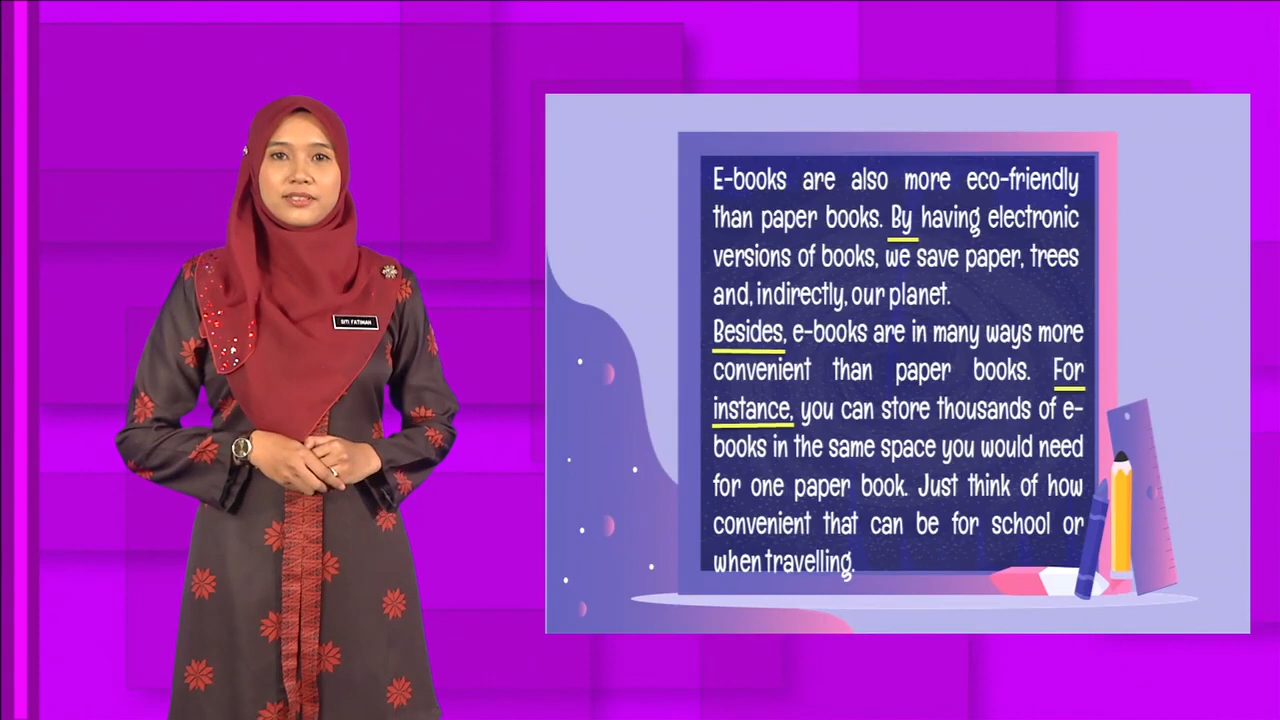 SITI FATIMAH
E-books are also more eco-friendly
than paper books. By having electronic
versions of books, we save paper, trees
and, indirectly, our planet.
Besides, e-books are in many ways more
convenient than paper books. For
instance, you can store thousands of e-
books in the same space you would need
for one paper book. Just think of how
convenient that can be for school or
when travelling.